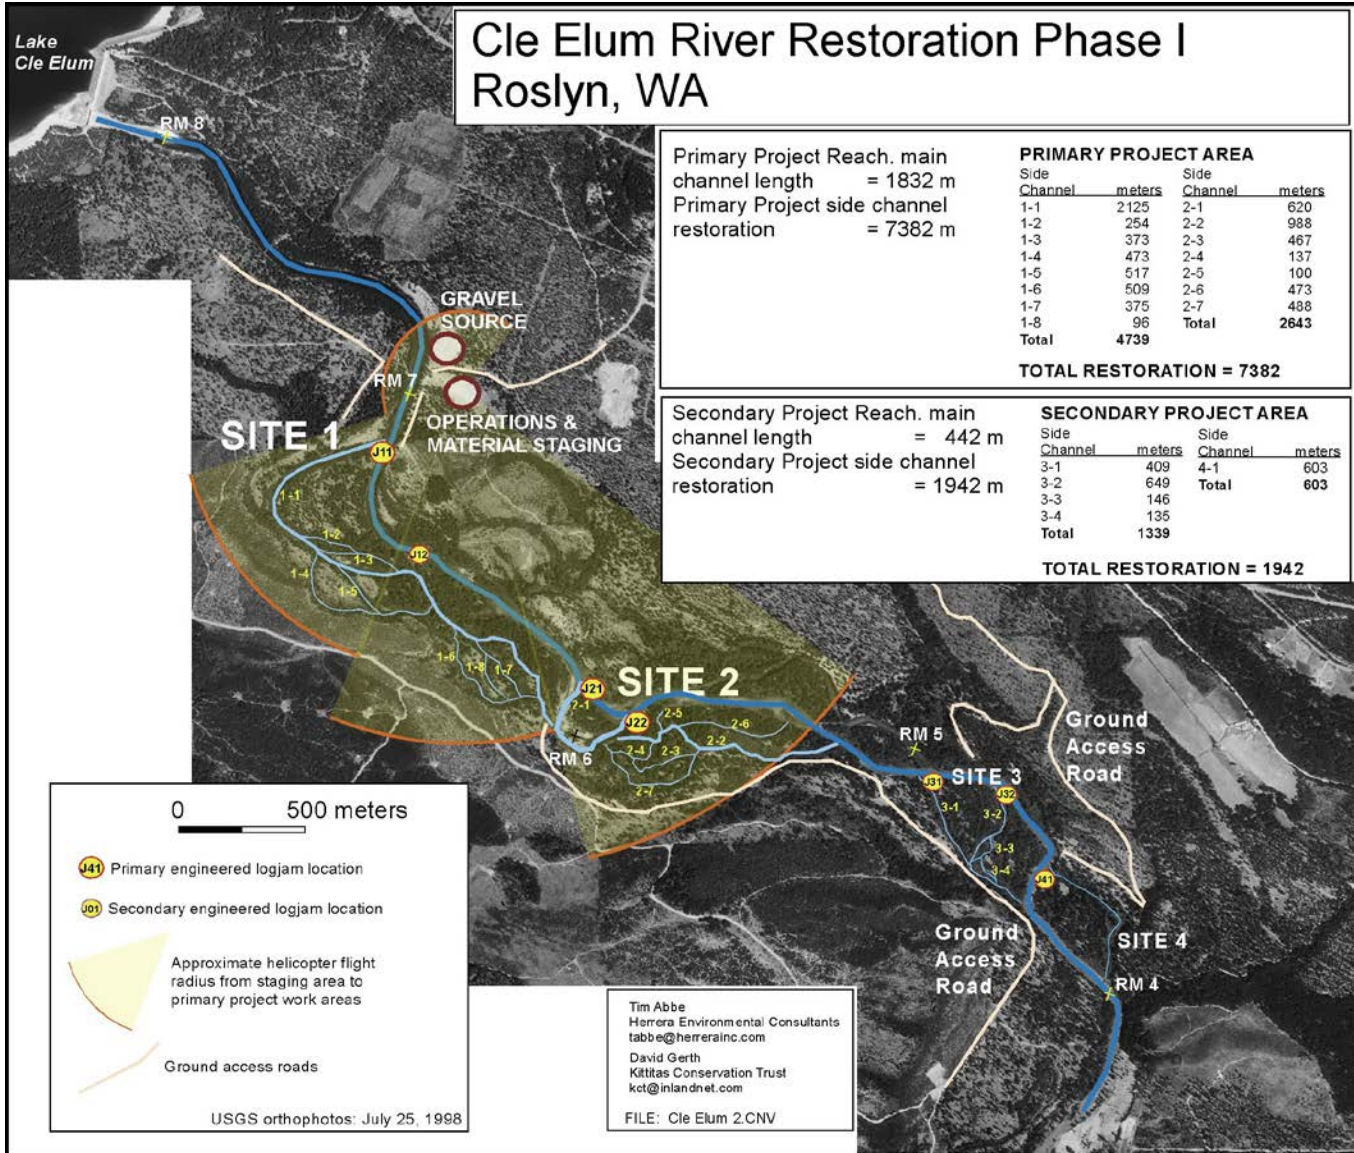 Cle Elum River Restoration Phase I
Roslyn, WA
Lake
Cle Elum
RM 8
Primary Project Reach. main
channel length = 1832 m
Primary Project side channel
restoration = 7382 m
PRIMARY PROJECT AREA
Side Side
Channel meters Channel meters
1-1 2125 2-1 620
1-2 254 2-2 988
1-3 373 2-3 467
1-4 473 2-4 137
1-5 517 2-5 100
1-6 509 2-6 473
1-7 375 2-7 488
1-8 96 Total 2643
Total 4739
TOTAL RESTORATION = 7382
Secondary Project Reach. main
channel length = 442 m
Secondary Project side channel
restoration = 1942 m
SECONDARY PROJECT AREA
Side Side
Channel meters Channel meters
3-1 409 4-1 603
3-2 649 Total 603
3-3 146
3-4 135
Total 1339
TOTAL RESTORATION = 1942
GRAVEL
SOURCE
RM 7
OPERATIONS &
MATERIAL STAGING
SITE 1
J11
1-1
1-2
1-3
J12
1-4
1-5
1-6
1-8
1-7
J21
SITE 2
2-1
J22
2-5
2-6
2-2
2-4
2-3
2-7
RM 6
RM 5
Ground
Access
Road
SITE 3
J31
J32
3-1
3-2
3-3
3-4
J41
SITE 4
RM 4
Ground
Access
Road
0 500 meters
J41 Primary engineered logjam location
J01 Secondary engineered logjam location
Approximate helicopter flight
radius from staging area to
primary project work areas
Ground access roads
USGS orthophotos: July 25, 1998
Tim Abbe
Herrera Environmental Consultants
tabbe@herrerainc.com
David Gerth
Kittitas Conservation Trust
kct@inlandnet.com
FILE: Cle Elum 2.CNV